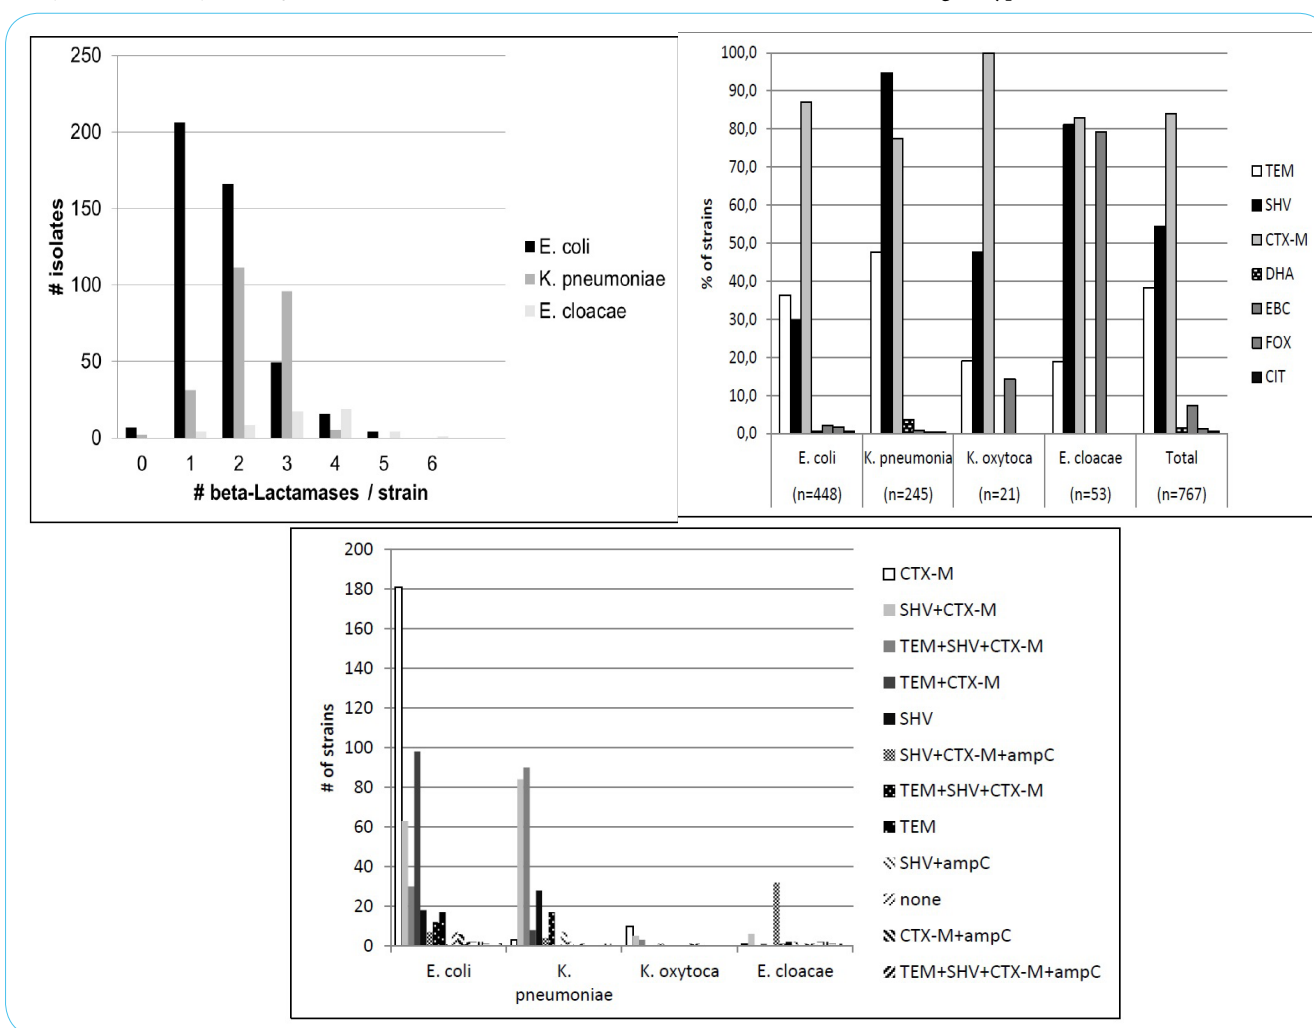 250
200
150
100
50
0
# isolates
0 1 2 3 4 5 6
# beta-Lactamases / strain
E. coli
K. pneumoniae
E. cloacae
100,0
90,0
80,0
70,0
60,0
50,0
40,0
30,0
20,0
10,0
0,0
% of strains
E. coli K. pneumonia K. oxytoca E. cloacae Total
(n=448) (n=245) (n=21) (n=53) (n=767)
TEM
SHV
CTX-M
DHA
EBC
FOX
CIT
200
180
160
140
120
100
80
60
40
20
0
# of strains
E. coli K. K. oxytoca E. cloacae
pneumoniae
CTX-M
SHV+CTX-M
TEM+SHV+CTX-M
TEM+CTX-M
SHV
SHV+CTX-M+ampC
TEM+SHV+CTX-M
TEM
SHV+ampC
none
CTX-M+ampC
TEM+SHV+CTX-M+ampC